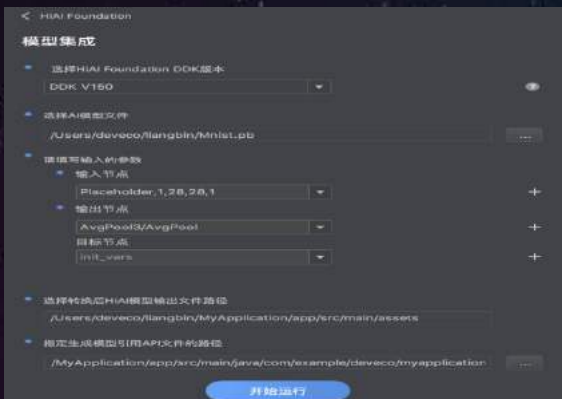 < HiAI Foundation
模型集成
选择HiAI Foundation DDK版本
DDK V150
?
选择AI模型文件
/Users/deveco/liangbin/Mnist.pb
...
请填写输入的参数
输入节点
Placeholder,1,28,28,1
+
输出节点
AvgPool3/AvgPool
+
目标节点
init_vars
+
选择转换后HiAI模型输出文件路径
/Users/deveco/liangbin/MyApplication/app/src/main/assets
指定生成模型引用API文件的路径
/MyApplication/app/src/main/java/com/example/deveco/myapplication
...
开始运行